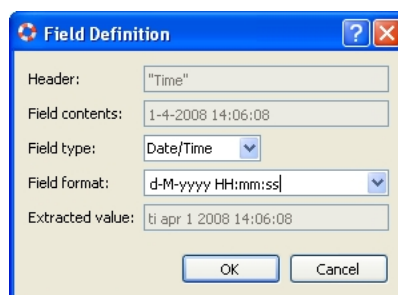 Field Definition
Header: "Time"
Field contents: 1-4-2008 14:06:08
Field type: Date/Time
Field format: d-M-yyyy HH:mm:ss
Extracted value: ti apr 1 2008 14:06:08
OK Cancel